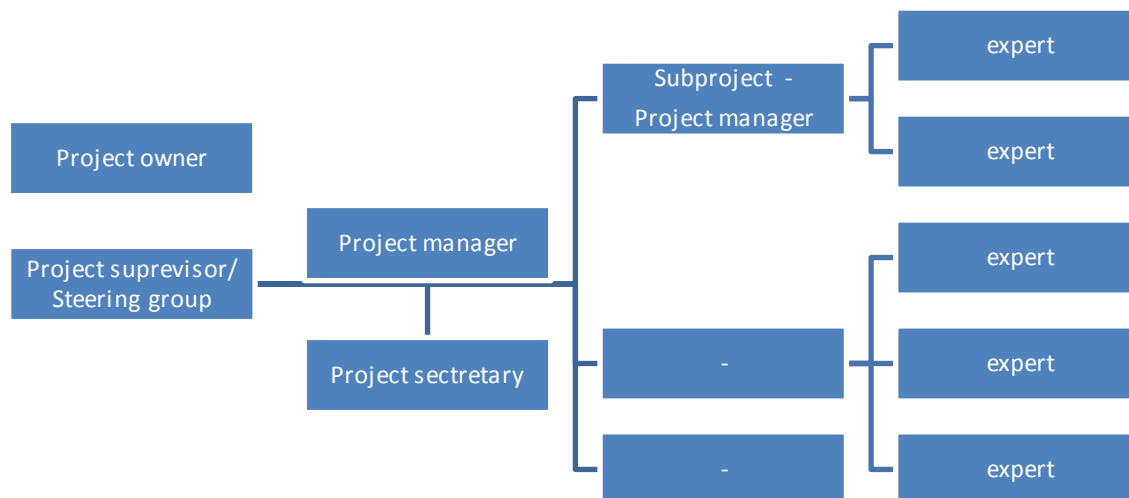 Project owner
Project suprevisor/
Steering group
Project manager
Project sectretary
Subproject -
Project manager
-
-
expert
expert
expert
expert
expert